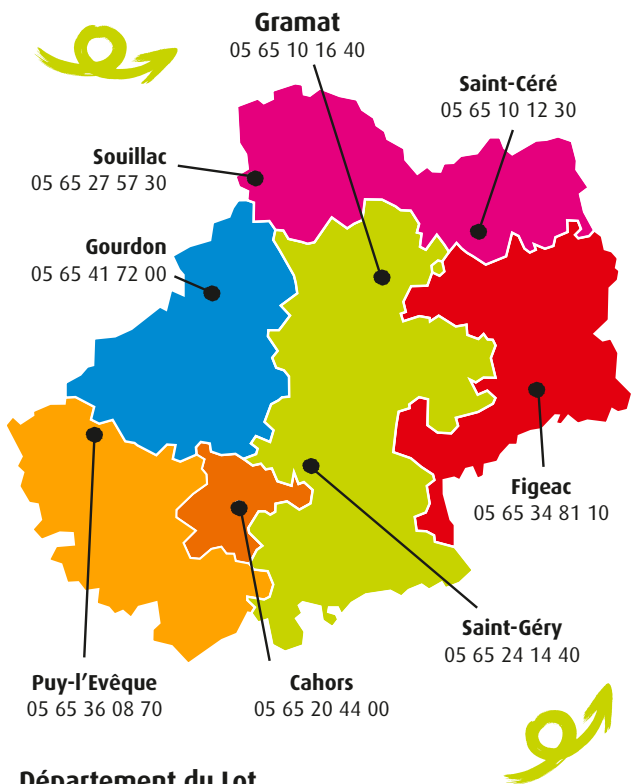 Gramat
05 65 10 16 40
Saint-Céré
05 65 10 12 30
Souillac
05 65 27 57 30
Gourdon
05 65 41 72 00
Figeac
05 65 34 81 10
Saint-Géry
05 65 24 14 40
Puy-l'Evêque
05 65 36 08 70
Cahors
05 65 20 44 00
Département du Lot